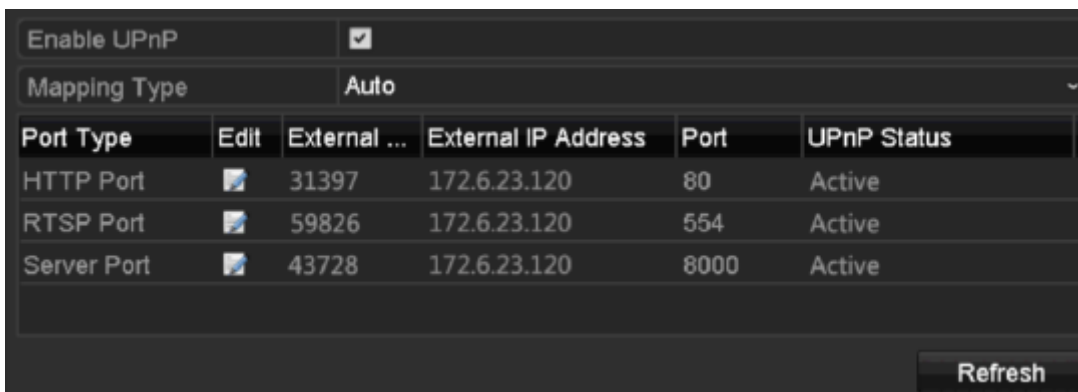 Enable UPnP
Mapping Type Auto
Port Type Edit External ... External IP Address Port UPnP Status
HTTP Port 31397 172.6.23.120 80 Active
RTSP Port 59826 172.6.23.120 554 Active
Server Port 43728 172.6.23.120 8000 Active
Refresh